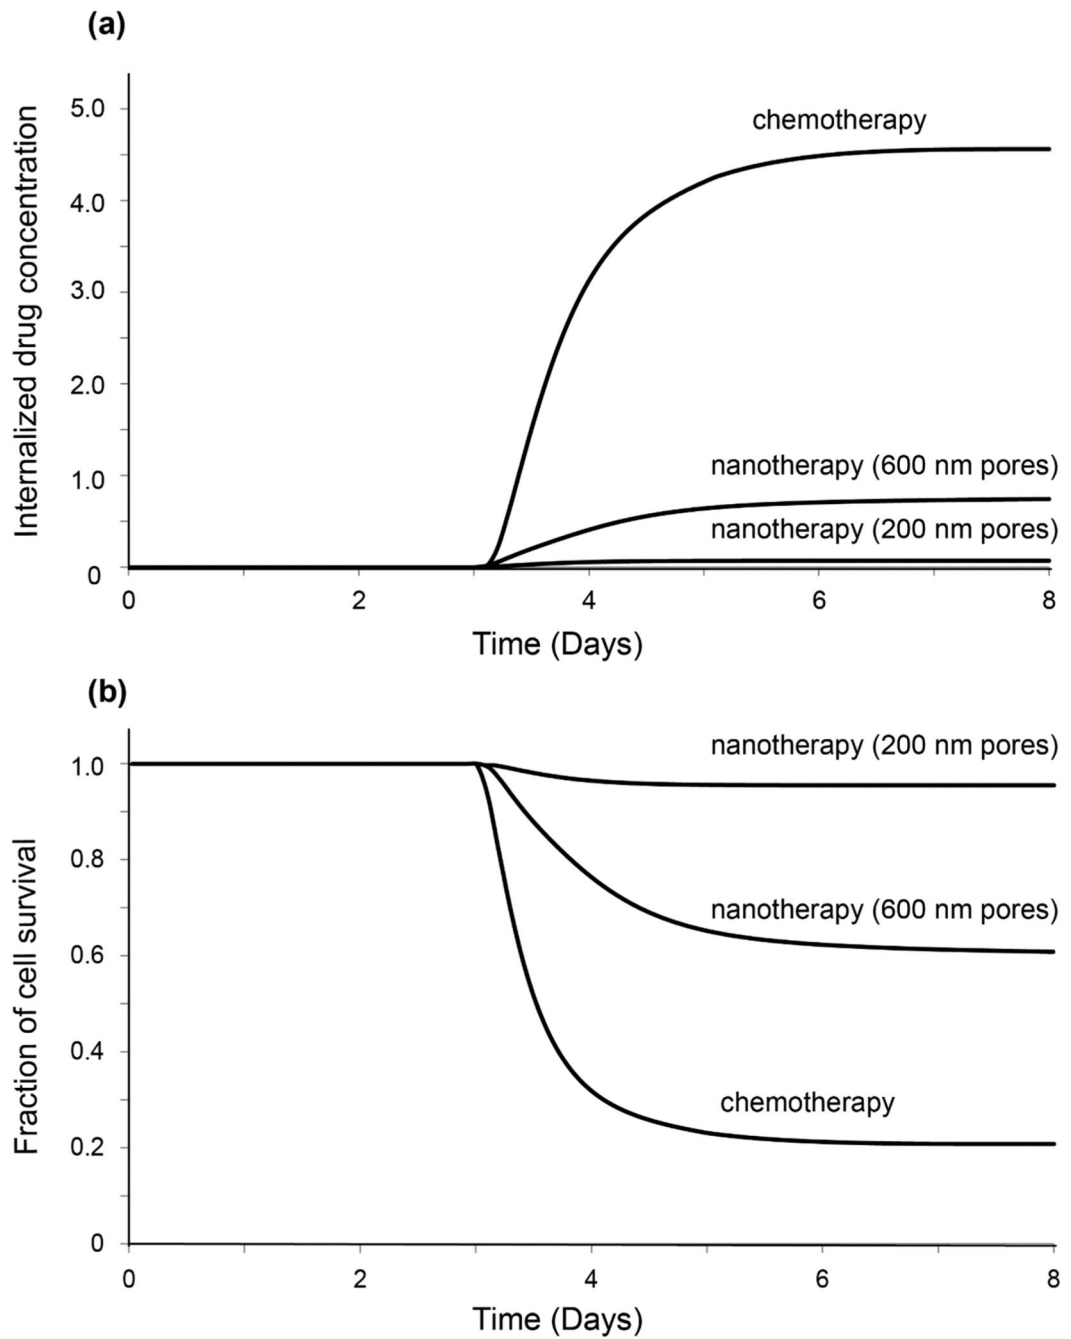 (a)
Internalized drug concentration
5.0
4.0
3.0
2.0
1.0
0
chemotherapy
nanotherapy (600 nm pores)
nanotherapy (200 nm pores)
0 2 4 6 8
Time (Days)
(b)
Fraction of cell survival
1.0
0.8
0.6
0.4
0.2
0
nanotherapy (200 nm pores)
nanotherapy (600 nm pores)
chemotherapy
0 2 4 6 8
Time (Days)